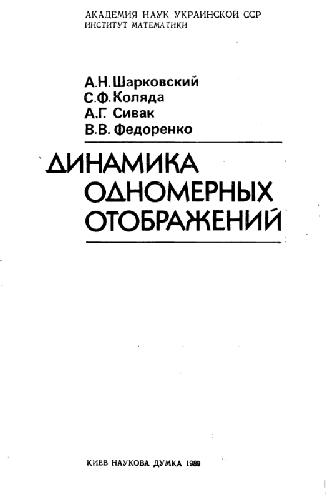 АКАДЕМИЯ НАУК УКРАИНСКОЙ ССР
ИНСТИТУТ МАТЕМАТИКИ
А.Н. Шарковский
С.Ф. Коляда
А.Г. Сивак
В.В. Федоренко
ДИНАМИКА
ОДНОМЕРНЫХ
ОТОБРАЖЕНИЙ
КИЕВ НАУКОВА ДУМКА 1989